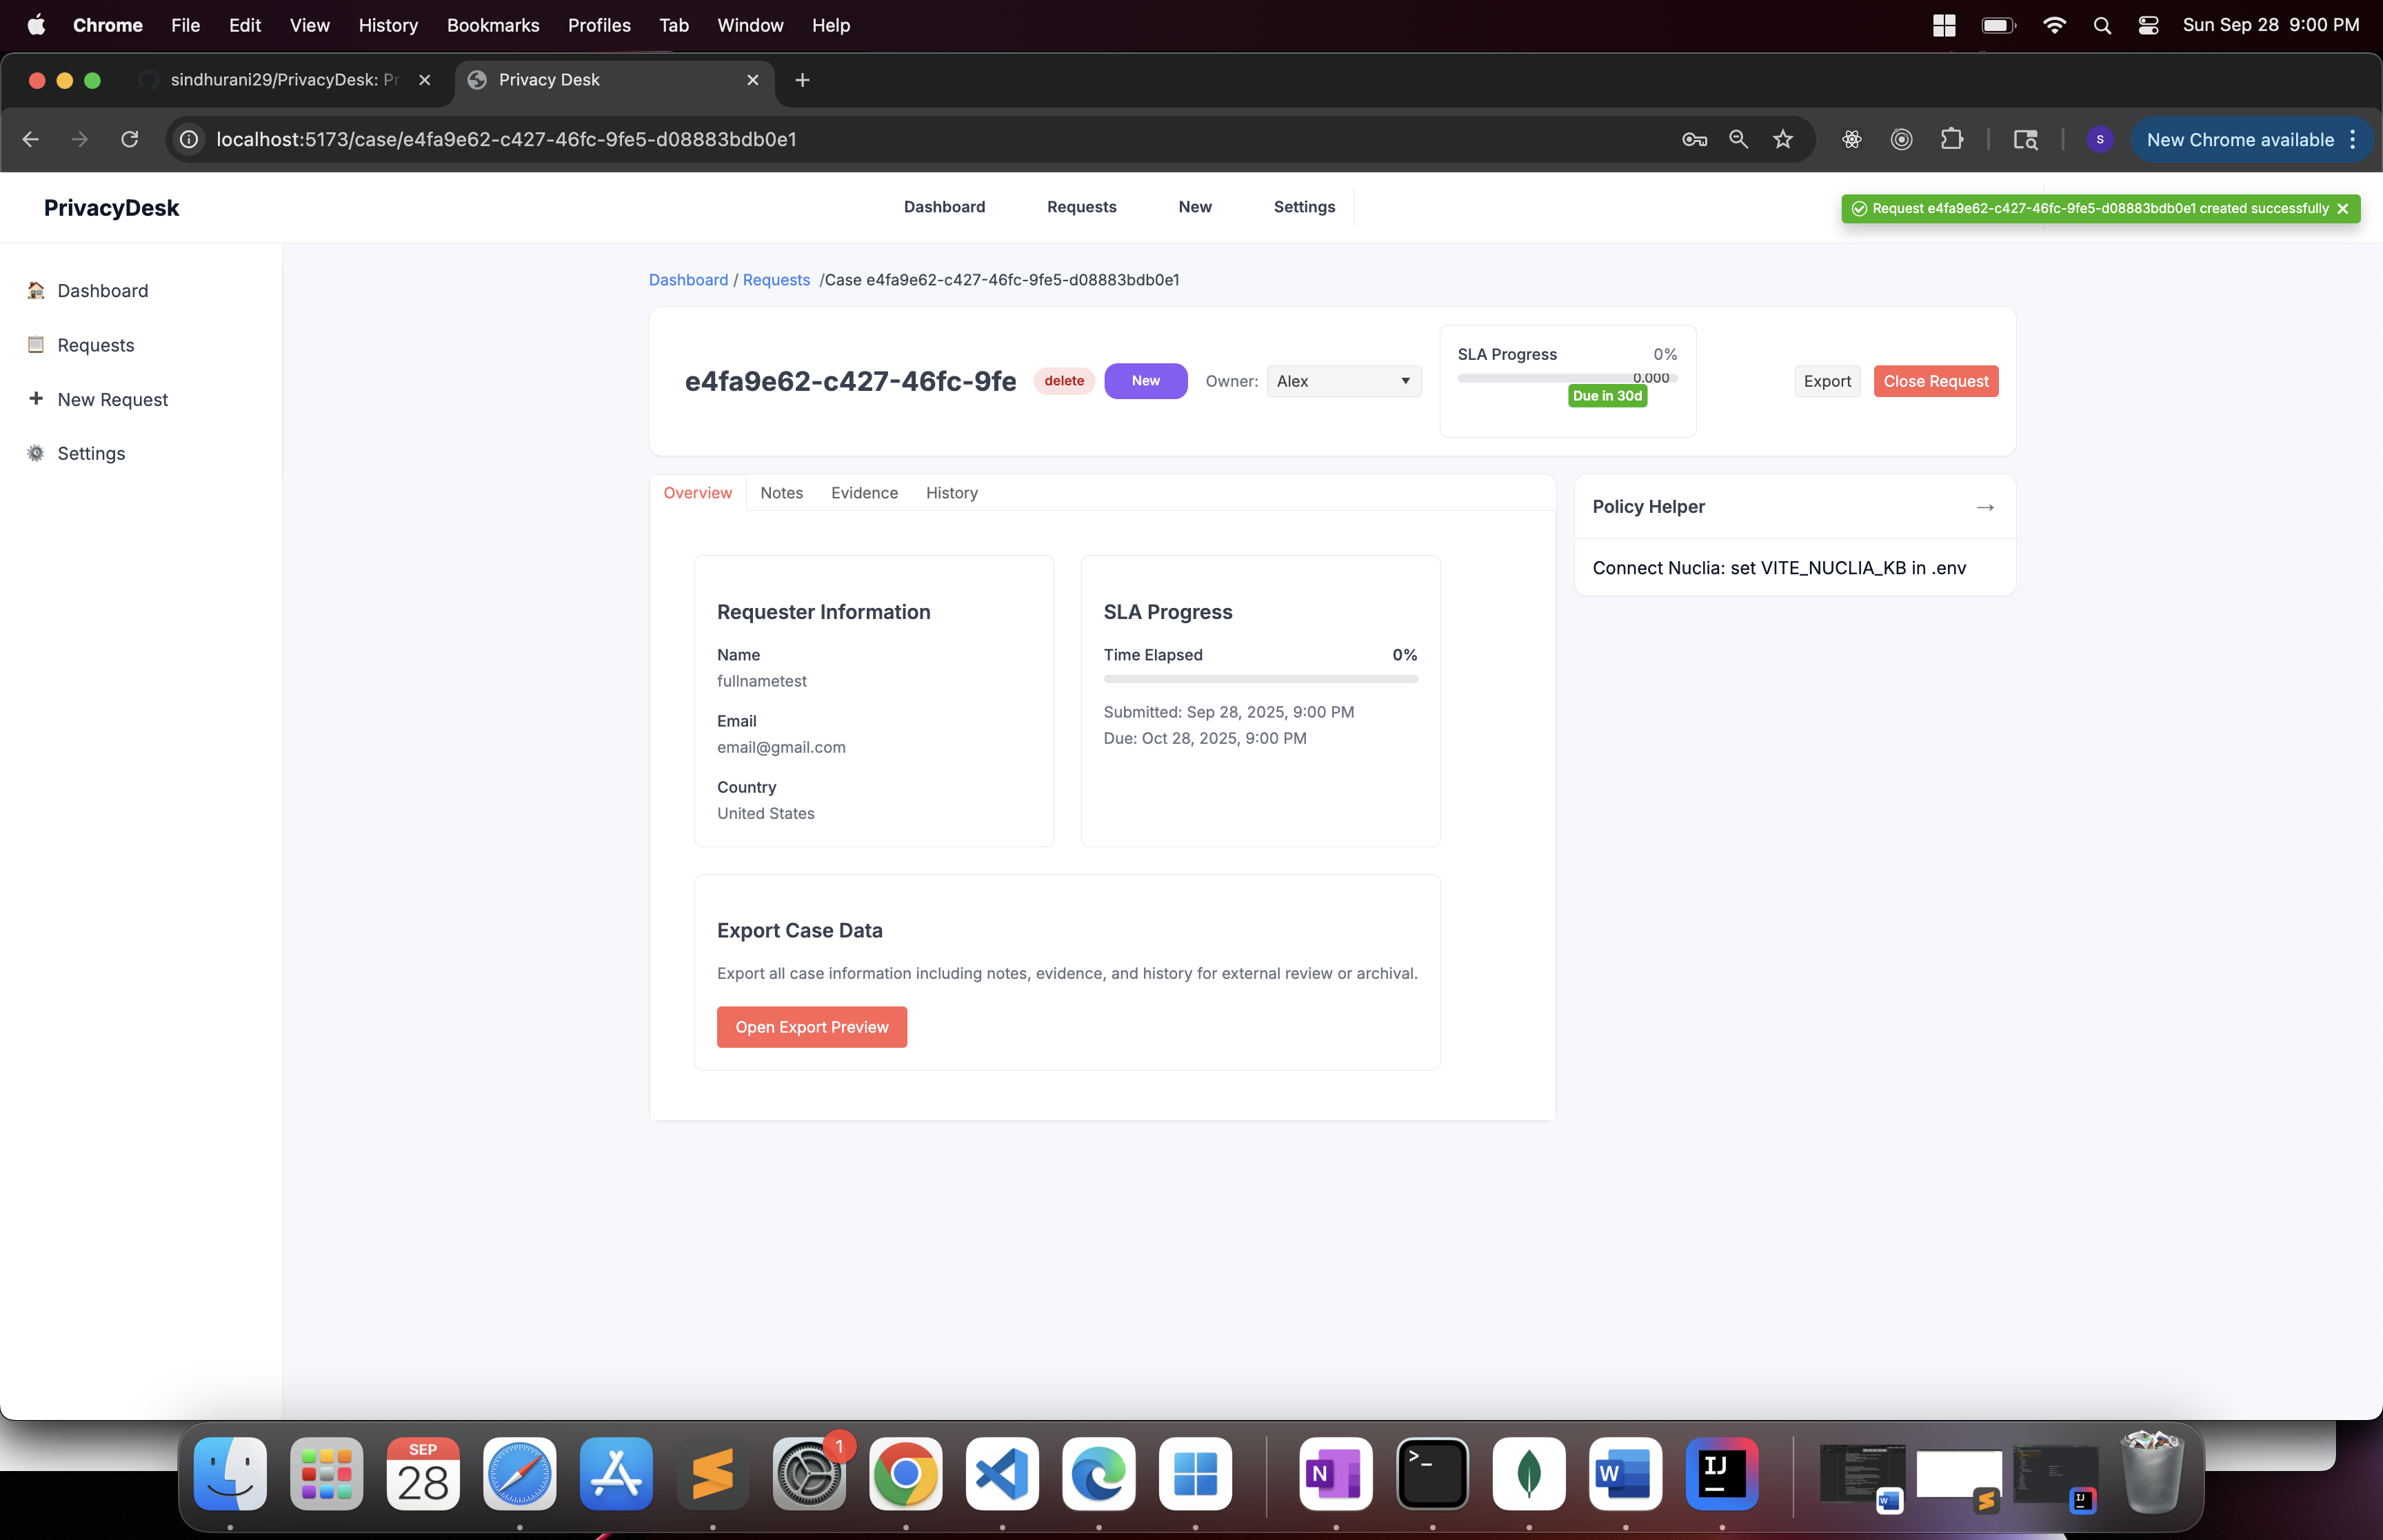 Chrome File Edit View History Bookmarks Profiles Tab Window Help Sun Sep 28 9:00 PM
sindhurani29/PrivacyDesk: Pr Privacy Desk
localhost:5173/case/e4fa9e62-c427-46fc-9fe5-d08883bdb0e1 S New Chrome available
PrivacyDesk Dashboard Requests New Settings Request e4fa9e62-c427-46fc-9fe5-d08883bdb0e1 created successfully
Dashboard
Requests
New Request
Settings
Dashboard / Requests /Case e4fa9e62-c427-46fc-9fe5-d08883bdb0e1
e4fa9e62-c427-46fc-9fe delete New Owner: Alex
SLA Progress 0%
0.000
Due in 30d
Export Close Request
Overview Notes Evidence History
Requester Information
Name
fullnametest
Email
email@gmail.com
Country
United States
SLA Progress
Time Elapsed 0%
Submitted: Sep 28, 2025, 9:00 PM
Due: Oct 28, 2025, 9:00 PM
Export Case Data
Export all case information including notes, evidence, and history for external review or archival.
Open Export Preview
Policy Helper →
Connect Nuclia: set VITE_NUCLIA_KB in .env
SEP
28
1
N
>_
W
IJ
W
IJ